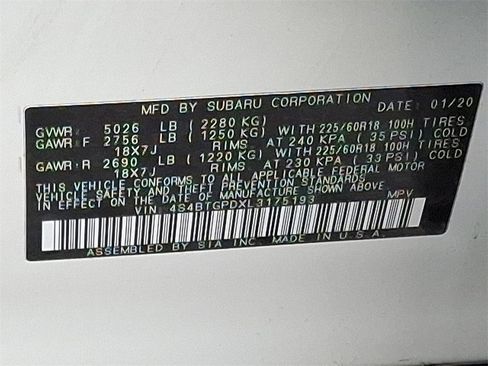 MFD BY SUBARU CORPORATION DATE: 01/20
GVWR: 5026 LB (2280 KG)
GAWR: F 2756 LB (1250 KG) WITH 225/60R18 100H TIRES
18X7J RIMS AT 240 KPA (35 PSI) COLD
GAWR: R 2690 LB (1220 KG) WITH 225/60R18 100H TIRES
18X7J RIMS AT 230 KPA (33 PSI) COLD
THIS VEHICLE CONFORMS TO ALL APPLICABLE FEDERAL MOTOR
VEHICLE SAFETY AND THEFT PREVENTION STANDARDS
IN EFFECT ON THE DATE OF MANUFACTURE SHOWN ABOVE.
VIN: 4S4BTGPDXL3175193 MPV
ASSEMBLED BY SIA INC. MADE IN U.S.A.